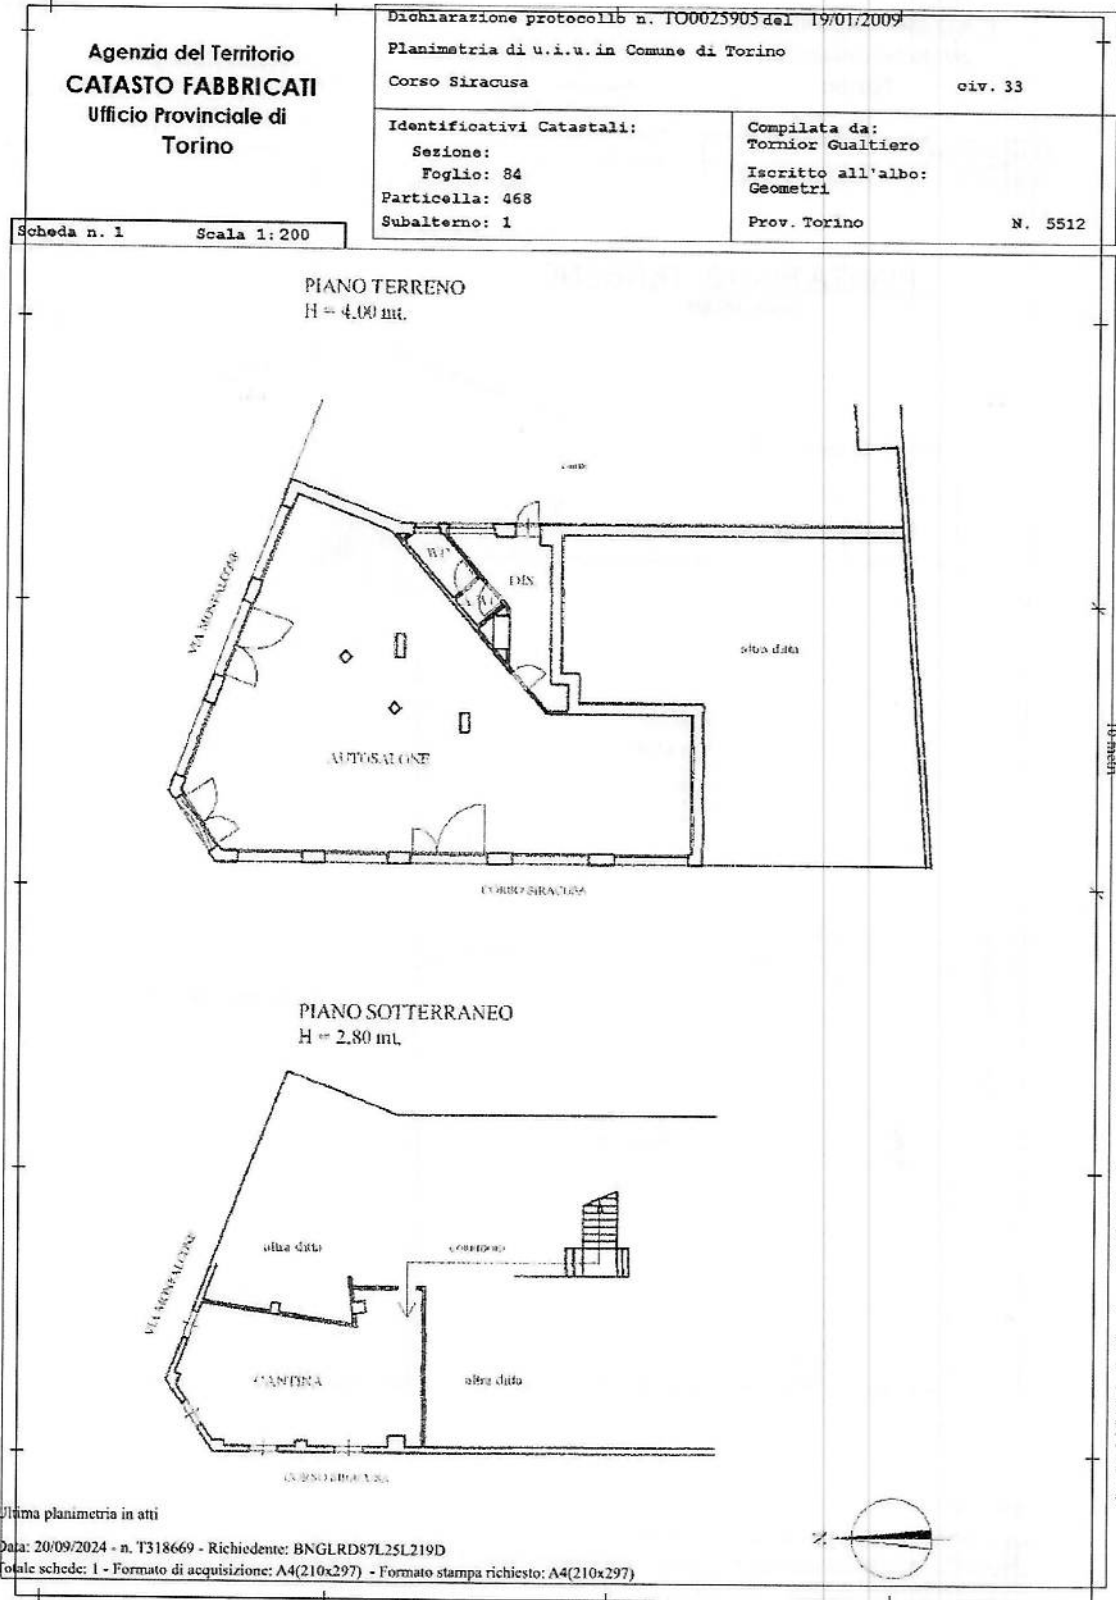 Agenzia del Territorio
CATASTO FABBRICATI
Ufficio Provinciale di
Torino
Dichiarazione protocollo n. TO0025905 del 19/01/2009
Planimetria di u.i.u. in Comune di Torino
Corso Siracusa civ. 33
Identificativi Catastali:
Sezione:
Foglio: 84
Particella: 468
Subalterno: 1
Compilata da:
Tornior Gualtiero
Iscritto all'albo:
Geometri
Prov. Torino N. 5512
Scheda n. 1 Scala 1:200
PIANO TERRENO
H = 4.00 mt.
VIA MONFALCONE
DIS
altra ditta
AUTOSALONE
10 metri
CORSO SIRACUSA
PIANO SOTTERRANEO
H = 2.80 mt.
VIA MONFALCONE
altra ditta
CORRIDOIO
CANTINA
altra ditta
CORSO SIRACUSA
Ultima planimetria in atti
Data: 20/09/2024 - n. T318669 - Richiedente: BNGLRD87L25L219D
Totale schede: 1 - Formato di acquisizione: A4(210x297) - Formato stampa richiesto: A4(210x297)